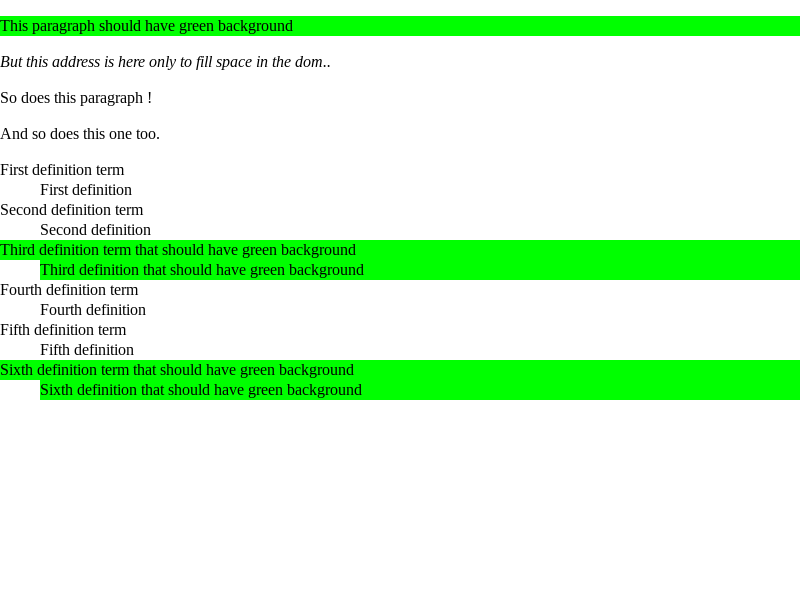 This paragraph should have green background
But this address is here only to fill space in the dom..
So does this paragraph !
And so does this one too.
First definition term
First definition
Second definition term
Second definition
Third definition term that should have green background
Third definition that should have green background
Fourth definition term
Fourth definition
Fifth definition term
Fifth definition
Sixth definition term that should have green background
Sixth definition that should have green background